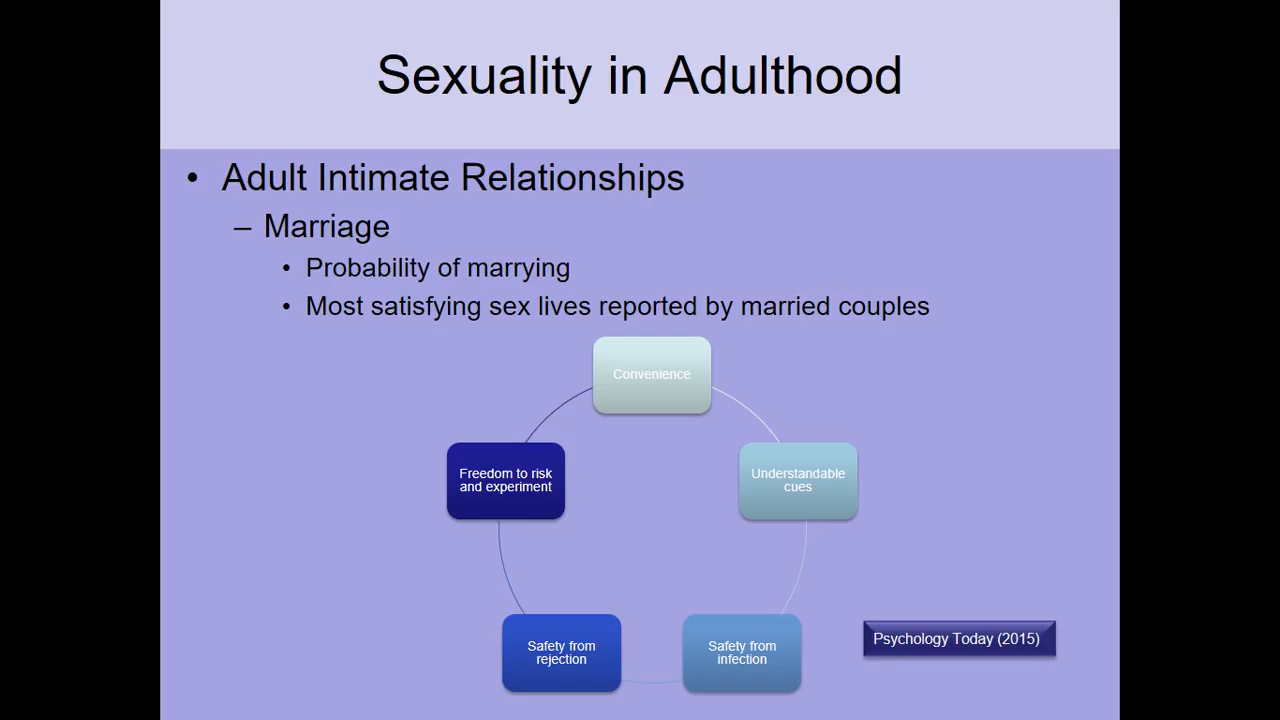 Sexuality in Adulthood
• Adult Intimate Relationships
– Marriage
• Probability of marrying
• Most satisfying sex lives reported by married couples
Convenience
Understandable
cues
Safety from
infection
Safety from
rejection
Freedom to risk
and experiment
Psychology Today (2015)